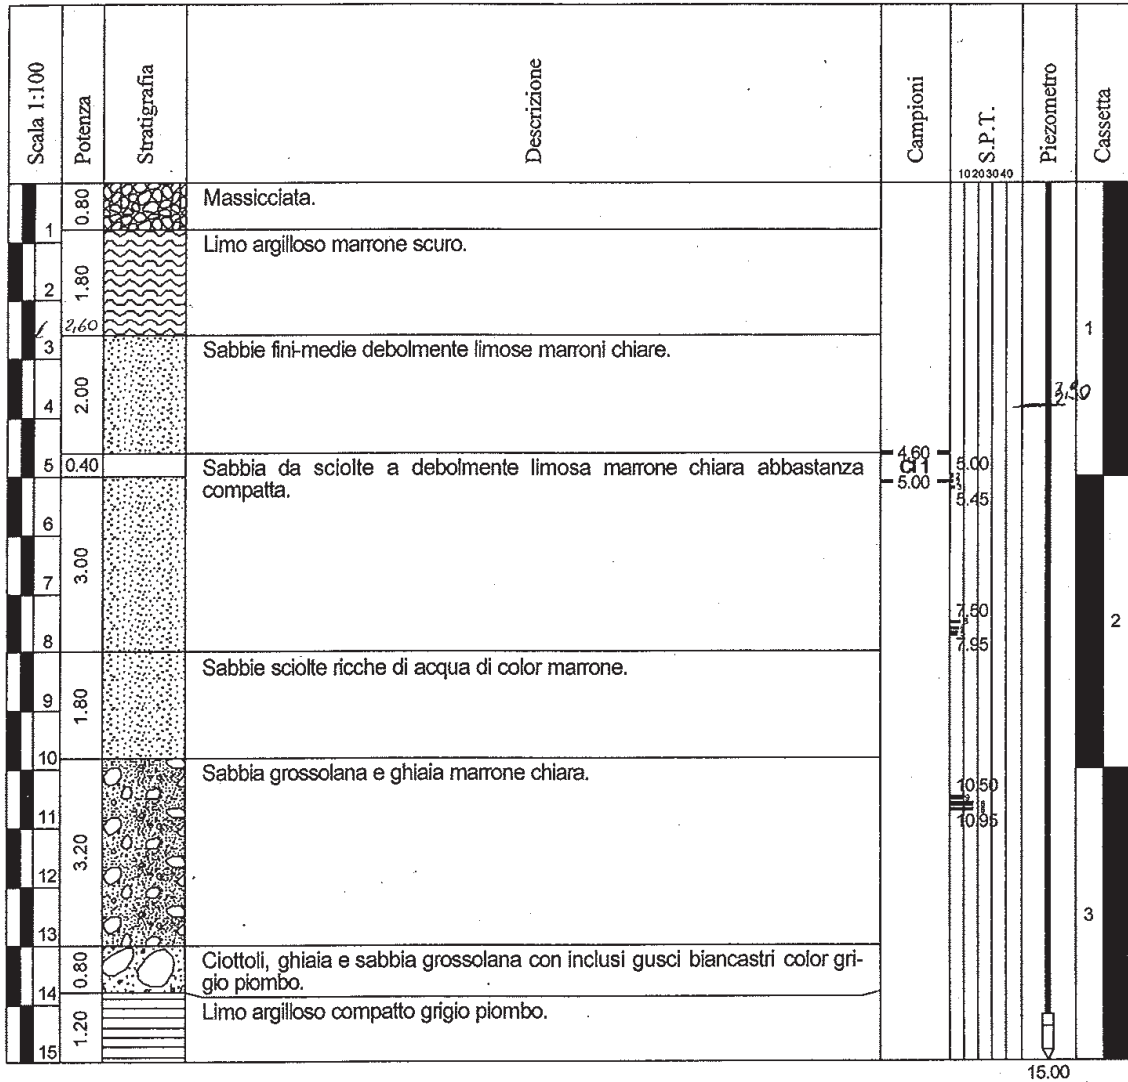 Scala 1:100
Potenza
Stratigrafia
Descrizione
Campioni
S.P.T.
10 20 30 40
Piezometro
Cassetta
0.80
Massicciata.
1
Limo argilloso marrone scuro.
1.80
2
2,60
3
Sabbie fini-medie debolmente limose marroni chiare.
1
2.00
4
4.60
5
0.40
Sabbia da sciolte a debolmente limosa marrone chiara abbastanza
compatta.
CI1
5.00
5.00
5.45
6
3.00
7
7.50
7.95
2
8
Sabbie sciolte ricche di acqua di color marrone.
9
1.80
10
Sabbia grossolana e ghiaia marrone chiara.
10.50
10.95
11
3.20
12
3
13
0.80
Ciottoli, ghiaia e sabbia grossolana con inclusi gusci biancastri color gri-
gio piombo.
14
Limo argilloso compatto grigio piombo.
1.20
15
15.00